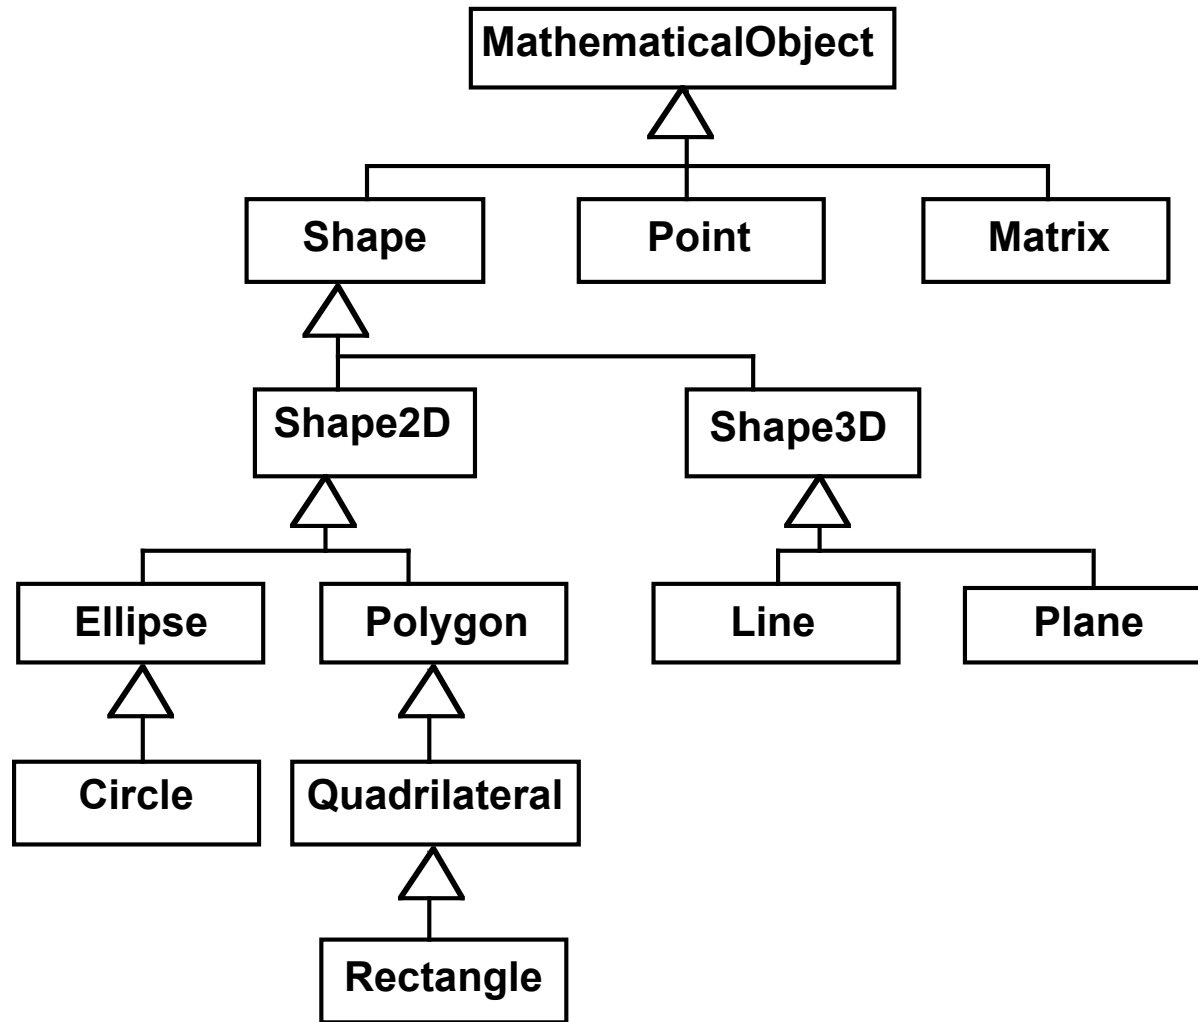 MathematicalObject
Shape
Point
Matrix
Shape2D
Shape3D
Ellipse
Polygon
Line
Plane
Circle
Quadrilateral
Rectangle